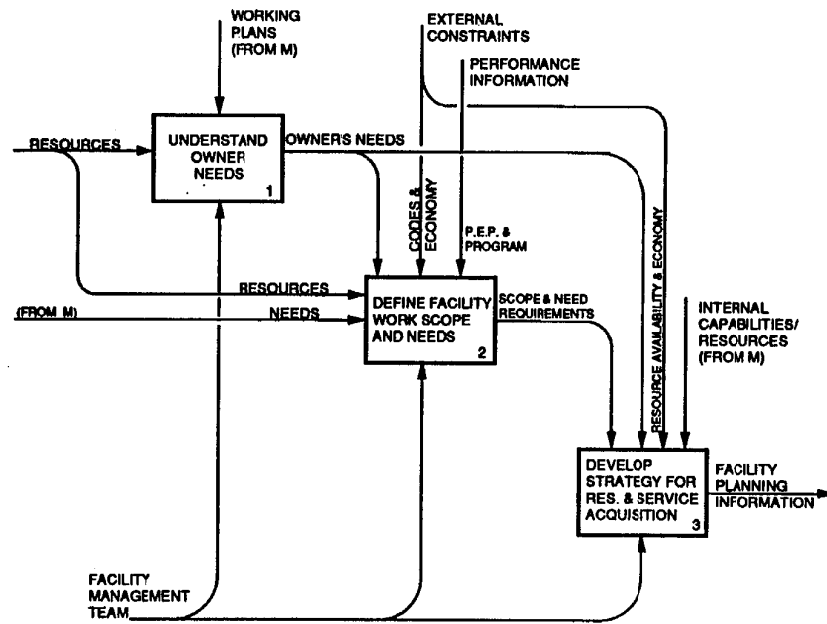 WORKING
PLANS
(FROM M)
EXTERNAL
CONSTRAINTS
PERFORMANCE
INFORMATION
RESOURCES
UNDERSTAND
OWNER
NEEDS
1
OWNER'S NEEDS
CODES &
ECONOMY
P.E.P. &
PROGRAM
RESOURCES
(FROM M)
NEEDS
DEFINE FACILITY
WORK SCOPE
AND NEEDS
2
SCOPE & NEED
REQUIREMENTS
RESOURCE AVAILABILITY & ECONOMY
INTERNAL
CAPABILITIES/
RESOURCES
(FROM M)
DEVELOP
STRATEGY FOR
RES. & SERVICE
ACQUISITION
3
FACILITY
PLANNING
INFORMATION
FACILITY
MANAGEMENT
TEAM